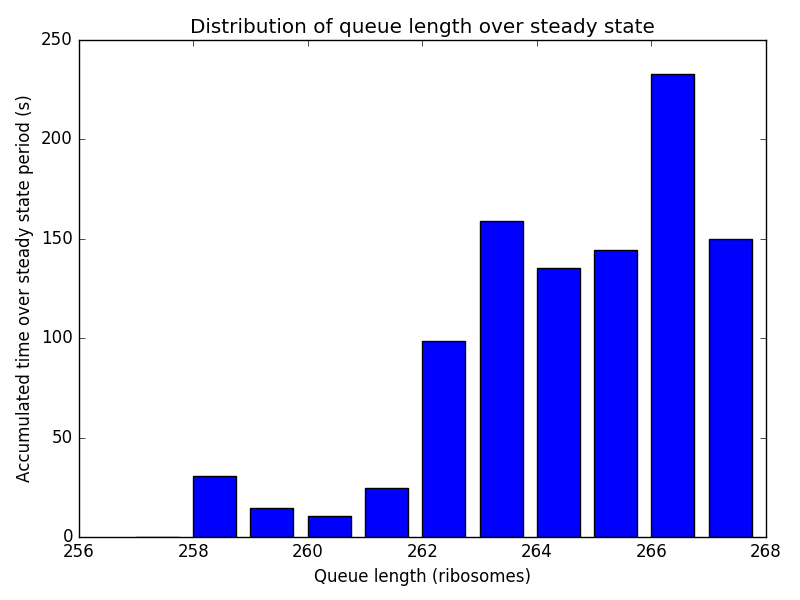 Distribution of queue length over steady state
Accumulated time over steady state period (s)
250
200
150
100
50
0
256 258 260 262 264 266 268
Queue length (ribosomes)